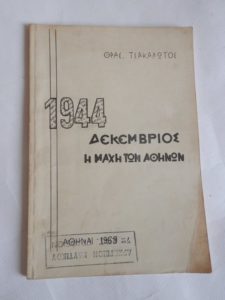 ΘΡΑΣ. ΤΣΑΚΑΛΩΤΟΣ
1944
ΔΕΚΕΜΒΡΙΟΣ
Η ΜΑΧΗ ΤΩΝ ΑΘΗΝΩΝ
ΑΘΗΝΑΙ 1969